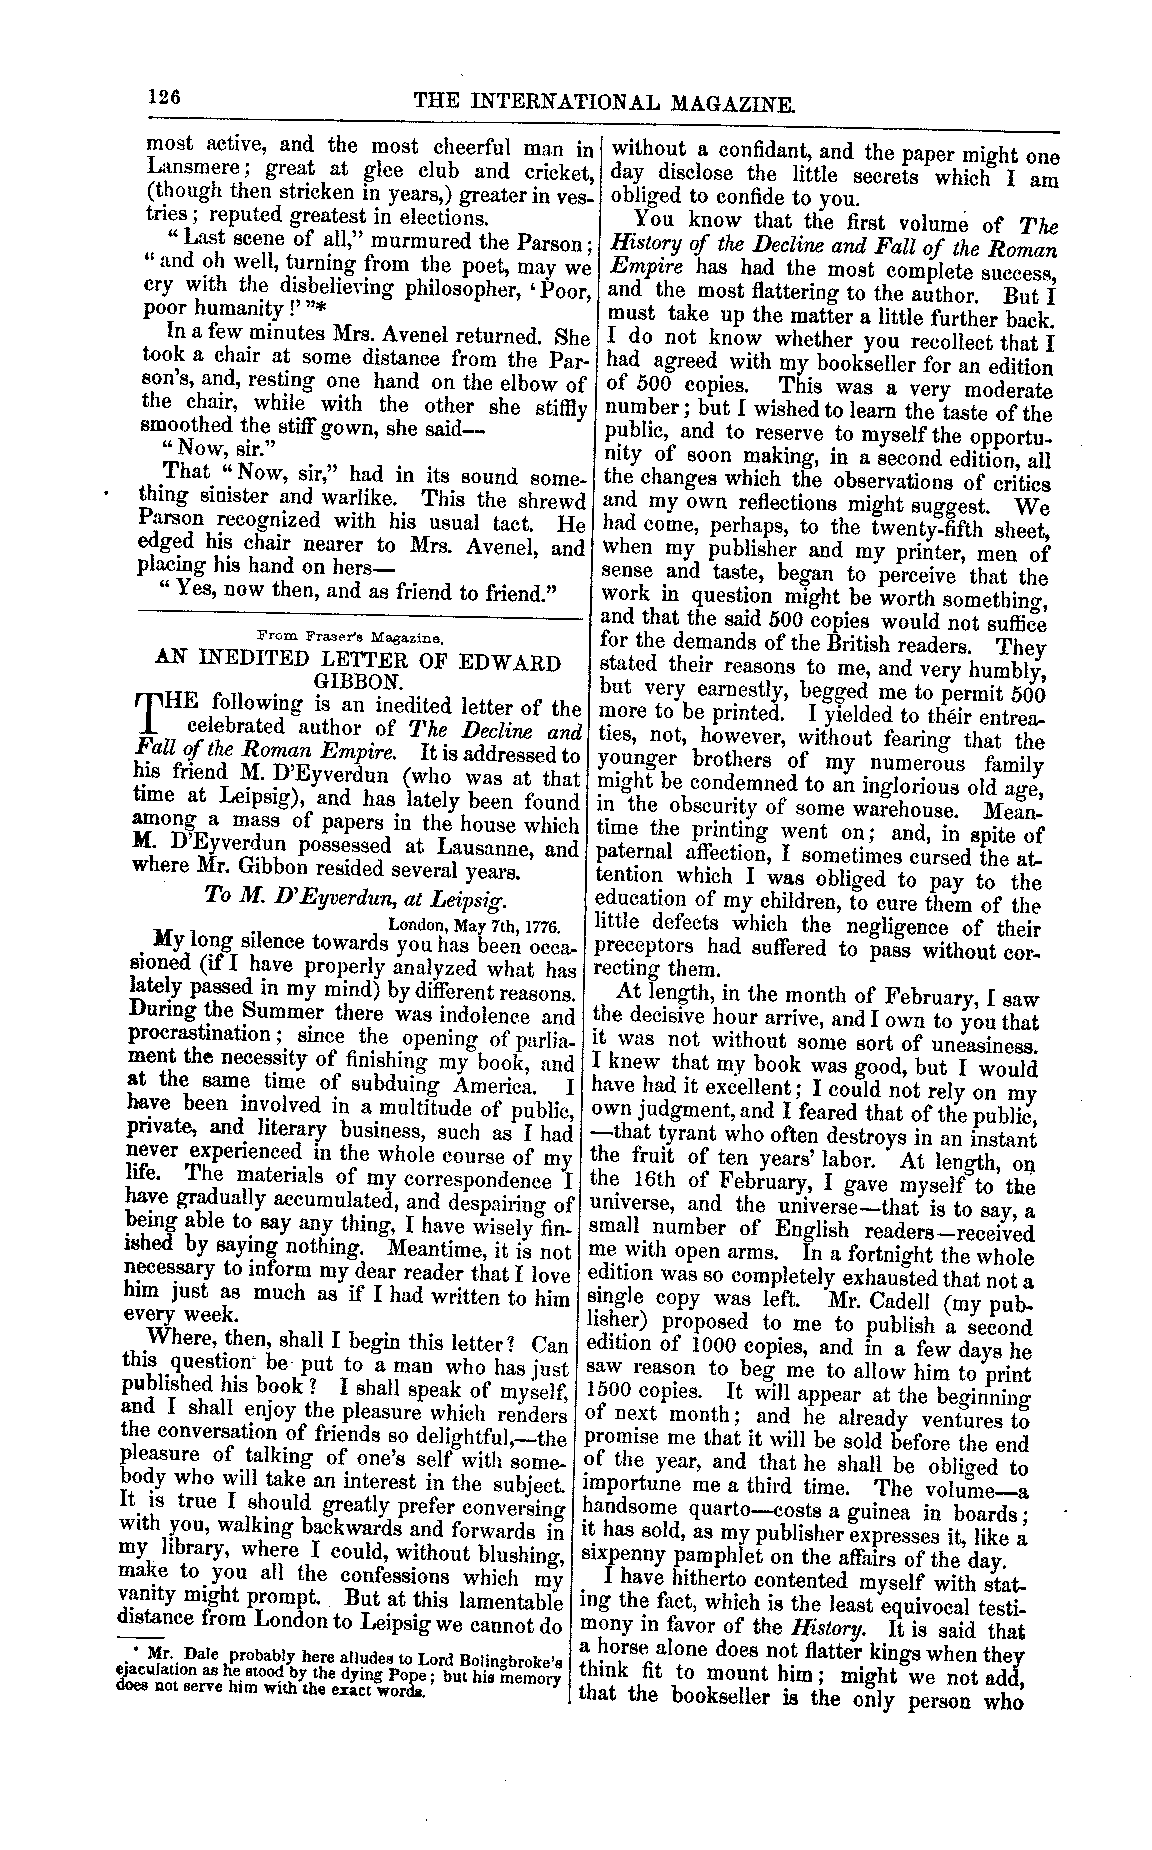 126 THE INTERNATIONAL MAGAZINE.
most active, and the most cheerful man in
Lansmere; great at glee club and cricket,
(though then stricken in years,) greater in ves-
tries; reputed greatest in elections.
"Last scene of all," murmured the Parson;
"and oh well, turning from the poet, may we
cry with the disbelieving philosopher, 'Poor,
poor humanity!'"*
In a few minutes Mrs. Avenel returned. She
took a chair at some distance from the Par-
son's, and, resting one hand on the elbow of
the chair, while with the other she stiffly
smoothed the stiff gown, she said—
"Now, sir."
That "Now, sir," had in its sound some-
thing sinister and warlike. This the shrewd
Parson recognized with his usual tact. He
edged his chair nearer to Mrs. Avenel, and
placing his hand on hers—
"Yes, now then, and as friend to friend."
From Fraser's Magazine.
AN INEDITED LETTER OF EDWARD
GIBBON.
THE following is an inedited letter of the
celebrated author of The Decline and
Fall of the Roman Empire. It is addressed to
his friend M. D'Eyverdun (who was at that
time at Leipsig), and has lately been found
among a mass of papers in the house which
M. D'Eyverdun possessed at Lausanne, and
where Mr. Gibbon resided several years.
To M. D'Eyverdun, at Leipsig.
London, May 7th, 1776.
My long silence towards you has been occa-
sioned (if I have properly analyzed what has
lately passed in my mind) by different reasons.
During the Summer there was indolence and
procrastination; since the opening of parlia-
ment the necessity of finishing my book, and
at the same time of subduing America. I
have been involved in a multitude of public,
private, and literary business, such as I had
never experienced in the whole course of my
life. The materials of my correspondence I
have gradually accumulated, and despairing of
being able to say any thing, I have wisely fin-
ished by saying nothing. Meantime, it is not
necessary to inform my dear reader that I love
him just as much as if I had written to him
every week.
Where, then, shall I begin this letter? Can
this question be put to a man who has just
published his book? I shall speak of myself,
and I shall enjoy the pleasure which renders
the conversation of friends so delightful,—the
pleasure of talking of one's self with some-
body who will take an interest in the subject.
It is true I should greatly prefer conversing
with you, walking backwards and forwards in
my library, where I could, without blushing,
make to you all the confessions which my
vanity might prompt. But at this lamentable
distance from London to Leipsig we cannot do
* Mr. Dale probably here alludes to Lord Bolingbroke's
ejaculation as he stood by the dying Pope; but his memory
does not serve him with the exact words.
without a confidant, and the paper might one
day disclose the little secrets which I am
obliged to confide to you.
You know that the first volume of The
History of the Decline and Fall of the Roman
Empire has had the most complete success,
and the most flattering to the author. But I
must take up the matter a little further back.
I do not know whether you recollect that I
had agreed with my bookseller for an edition
of 500 copies. This was a very moderate
number; but I wished to learn the taste of the
public, and to reserve to myself the opportu-
nity of soon making, in a second edition, all
the changes which the observations of critics
and my own reflections might suggest. We
had come, perhaps, to the twenty-fifth sheet,
when my publisher and my printer, men of
sense and taste, began to perceive that the
work in question might be worth something,
and that the said 500 copies would not suffice
for the demands of the British readers. They
stated their reasons to me, and very humbly,
but very earnestly, begged me to permit 500
more to be printed. I yielded to their entrea-
ties, not, however, without fearing that the
younger brothers of my numerous family
might be condemned to an inglorious old age,
in the obscurity of some warehouse. Mean-
time the printing went on; and, in spite of
paternal affection, I sometimes cursed the at-
tention which I was obliged to pay to the
education of my children, to cure them of the
little defects which the negligence of their
preceptors had suffered to pass without cor-
recting them.
At length, in the month of February, I saw
the decisive hour arrive, and I own to you that
it was not without some sort of uneasiness.
I knew that my book was good, but I would
have had it excellent; I could not rely on my
own judgment, and I feared that of the public,
—that tyrant who often destroys in an instant
the fruit of ten years' labor. At length, on
the 16th of February, I gave myself to the
universe, and the universe—that is to say, a
small number of English readers—received
me with open arms. In a fortnight the whole
edition was so completely exhausted that not a
single copy was left. Mr. Cadell (my pub-
lisher) proposed to me to publish a second
edition of 1000 copies, and in a few days he
saw reason to beg me to allow him to print
1500 copies. It will appear at the beginning
of next month; and he already ventures to
promise me that it will be sold before the end
of the year, and that he shall be obliged to
importune me a third time. The volume—a
handsome quarto—costs a guinea in boards;
it has sold, as my publisher expresses it, like a
sixpenny pamphlet on the affairs of the day.
I have hitherto contented myself with stat-
ing the fact, which is the least equivocal testi-
mony in favor of the History. It is said that
a horse alone does not flatter kings when they
think fit to mount him; might we not add,
that the bookseller is the only person who